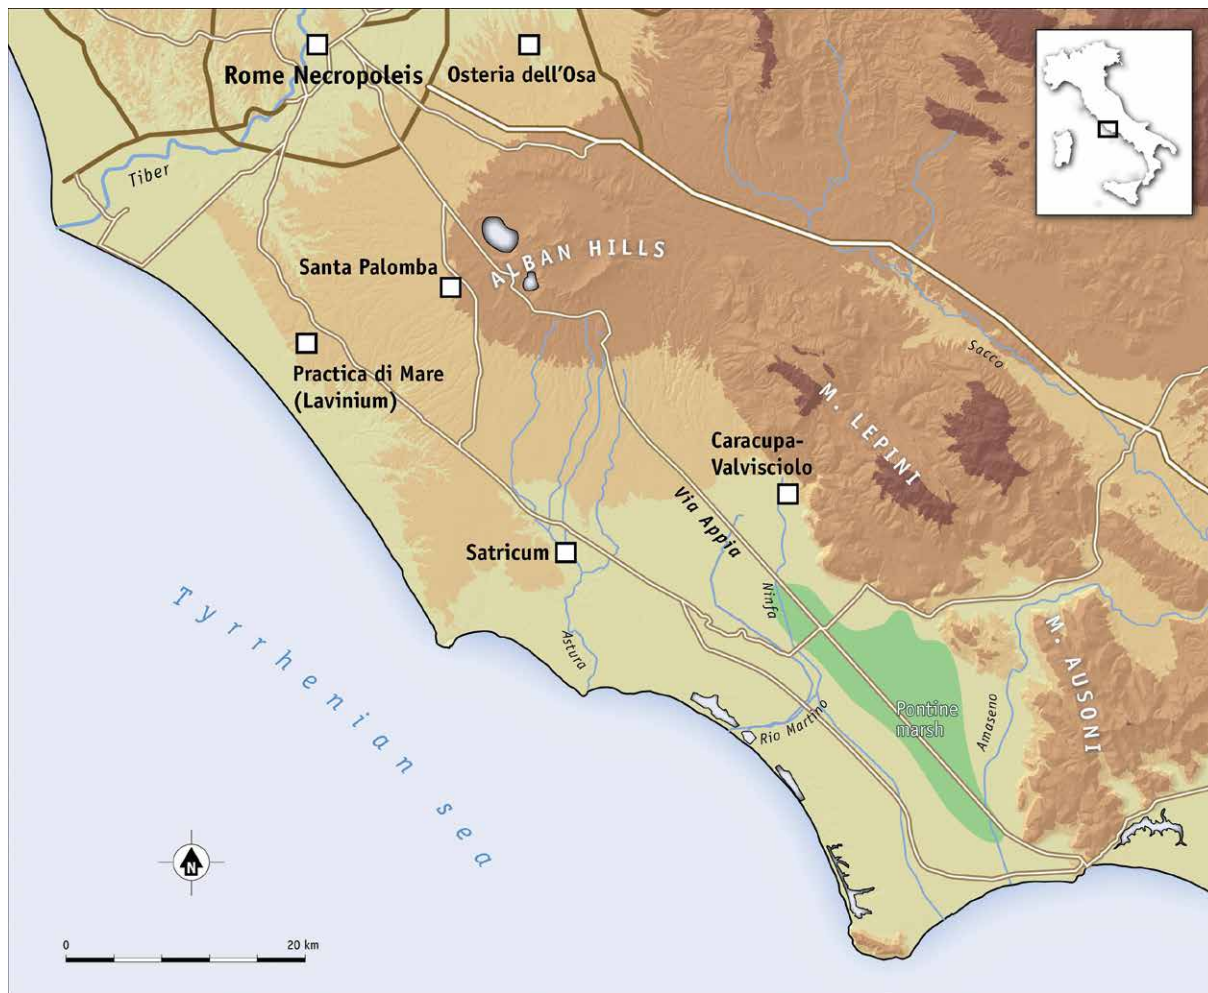 Rome Necropoleis
Osteria dell'Osa
Tiber
ALBAN HILLS
Santa Palomba
Practica di Mare
(Lavinium)
Sacco
M. LEPINI
Caracupa-
Valvisciolo
Via Appia
Satricum
Ninfa
Astura
Tyrrhenian sea
M. AUSONI
Pontine
marsh
Amaseno
Rio Martino
N
0
20 km